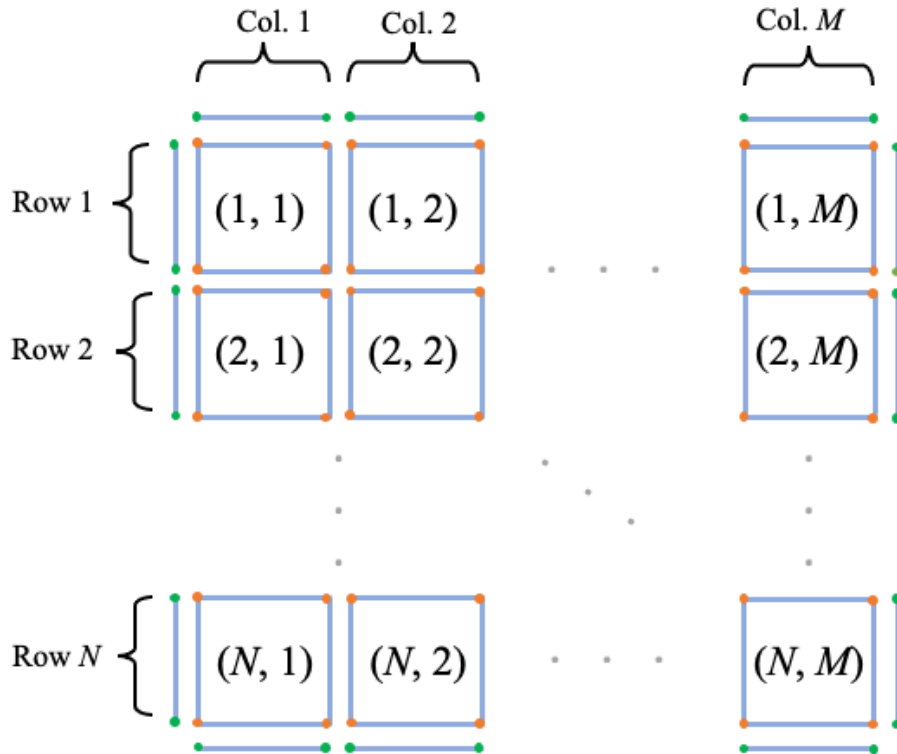 Col. 1 Col. 2 Col. M
Row 1 (1, 1) (1, 2) (1, M)
Row 2 (2, 1) (2, 2) (2, M)
Row N (N, 1) (N, 2) (N, M)